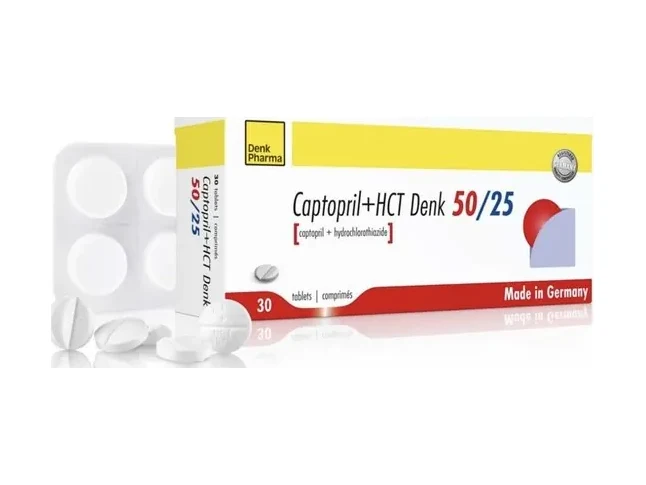 Denk
Pharma
Captopril+HCT Denk 50/25
[captopril + hydrochlorothiazide]
30 tablets | comprimés
Made in Germany
30 tablets | comprimés
Captopril+HCT Denk
50/25